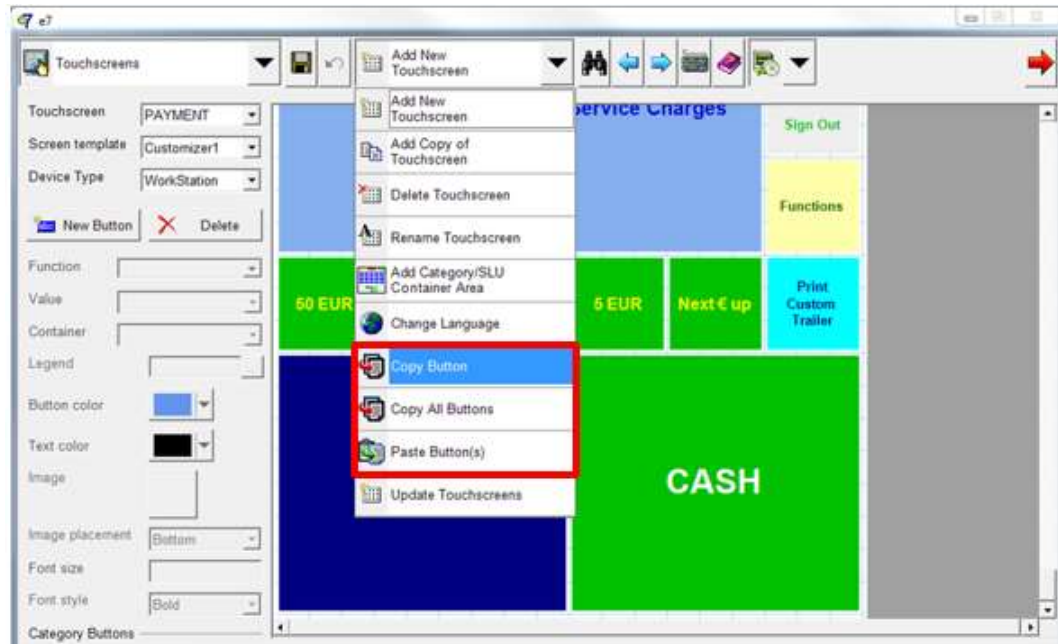 e7
Touchscreens
Add New
Touchscreen
Touchscreen
PAYMENT
Screen template
Customizer1
Device Type
WorkStation
New Button
Delete
Function
Value
Container
Legend
Button color
Text color
Image
Image placement
Bottom
Font size
Font style
Bold
Category Buttons
Add New
Touchscreen
Add Copy of
Touchscreen
Delete Touchscreen
Rename Touchscreen
Add Category/SLU
Container Area
Change Language
Copy Button
Copy All Buttons
Paste Button(s)
Update Touchscreens
Service Charges
Sign Out
Functions
50 EUR
5 EUR
Next € up
Print
Custom
Trailer
CASH